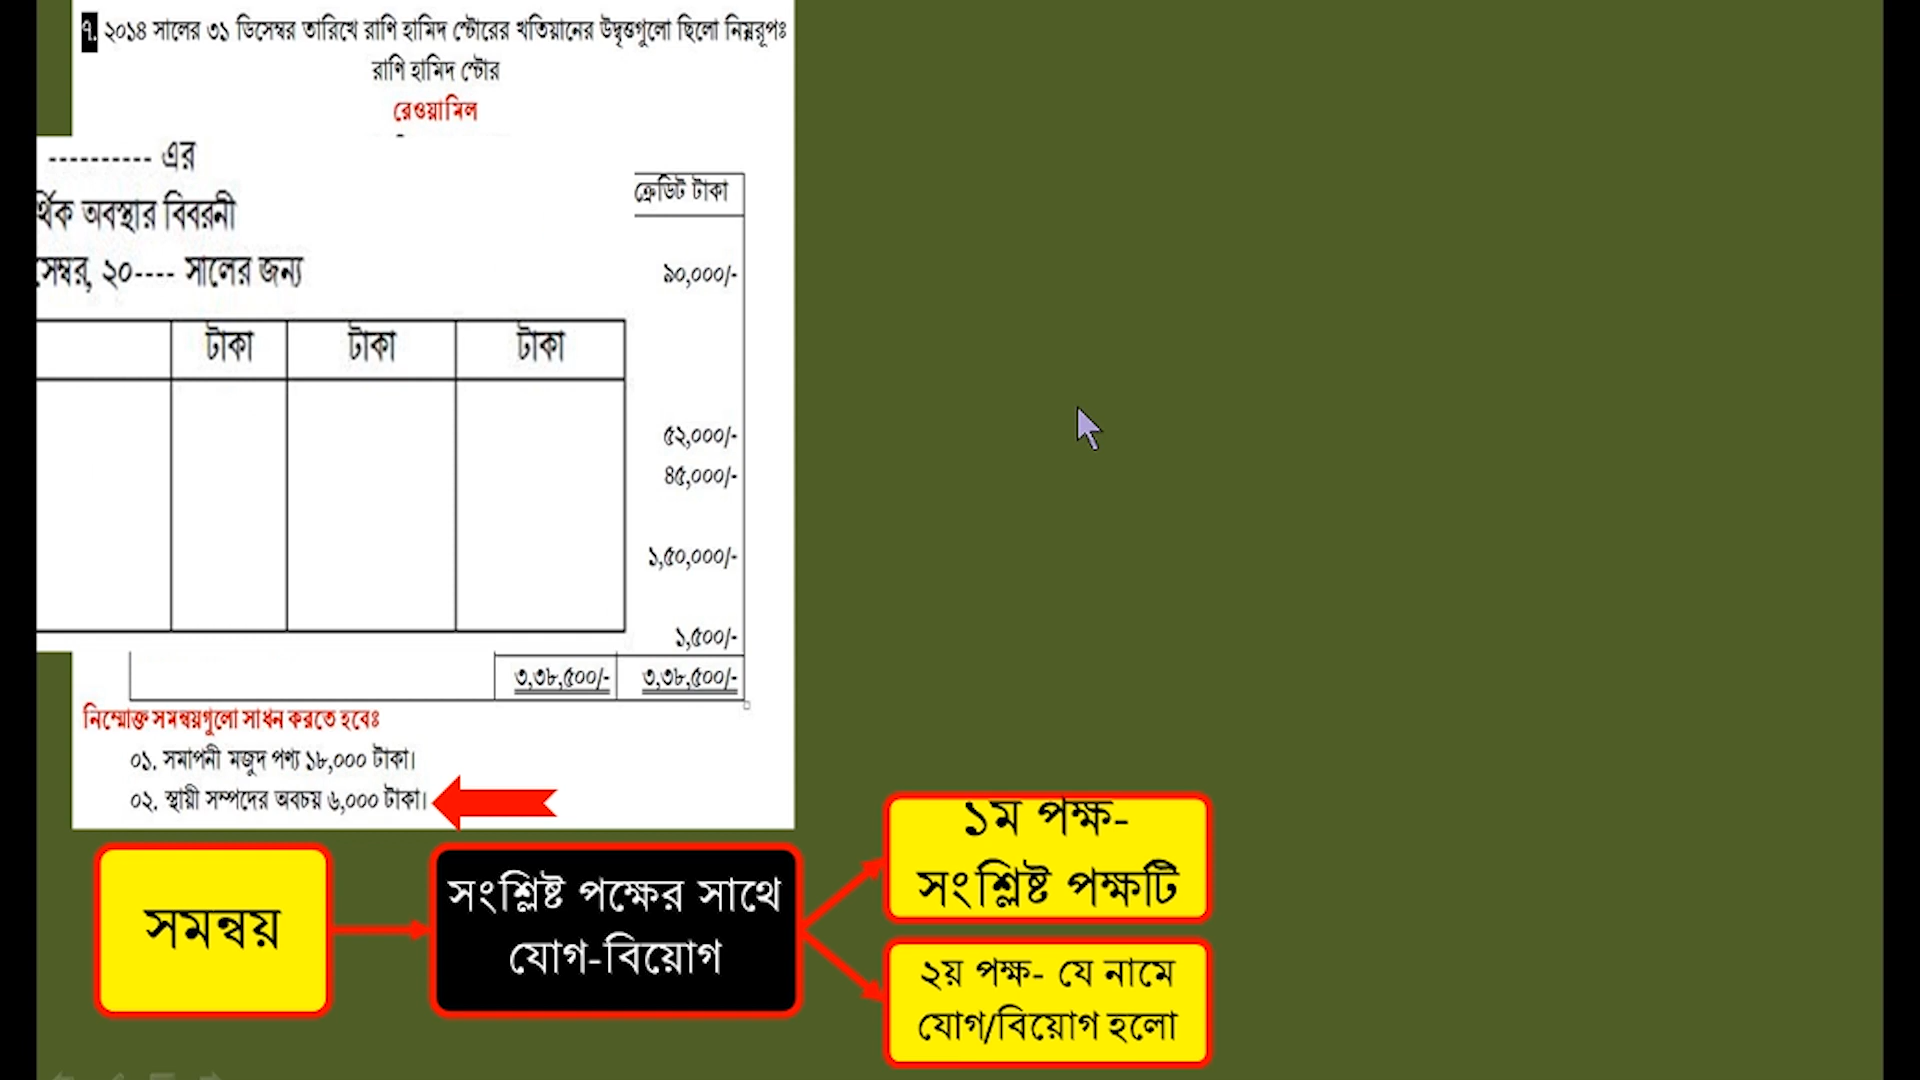 ৭. ২০১৪ সালের ৩১ ডিসেম্বর তারিখে রাণি হামিদ স্টোরের খতিয়ানের উদ্বৃত্তগুলো ছিলো নিম্নরূপঃ
রাণি হামিদ স্টোর
রেওয়ামিল
---------- এর
র্থিক অবস্থার বিবরনী
সেম্বর, ২০---- সালের জন্য
টাকা টাকা টাকা
ক্রেডিট টাকা
৯০,০০০/-
৫২,০০০/-
৪৫,০০০/-
১,৫০,০০০/-
১,৫০০/-
৩,৩৮,৫০০/- ৩,৩৮,৫০০/-
নিম্মোক্ত সমন্বয়গুলো সাধন করতে হবেঃ
০১. সমাপনী মজুদ পণ্য ১৮,০০০ টাকা।
০২. স্থায়ী সম্পদের অবচয় ৬,০০০ টাকা।
সমন্বয়
সংশ্লিষ্ট পক্ষের সাথে
যোগ-বিয়োগ
১ম পক্ষ-
সংশ্লিষ্ট পক্ষটি
২য় পক্ষ- যে নামে
যোগ/বিয়োগ হলো